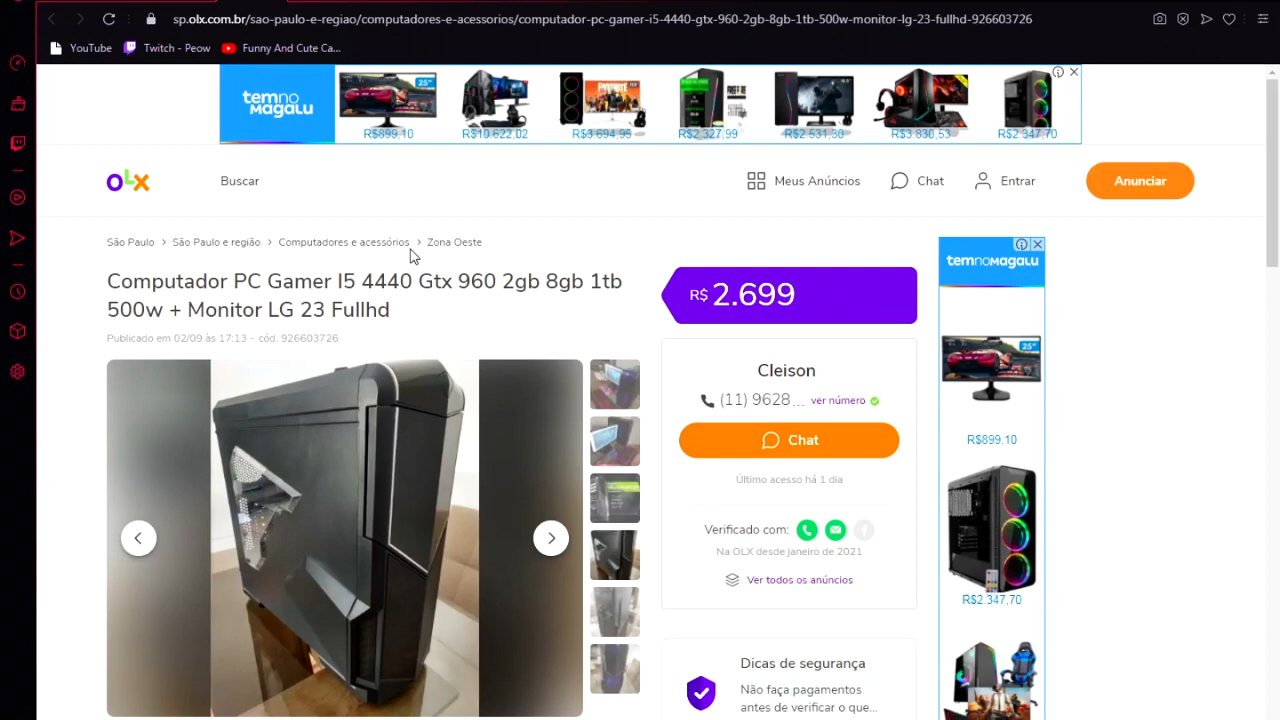 sp.olx.com.br/sao-paulo-e-regiao/computadores-e-acessorios/computador-pc-gamer-i5-4440-gtx-960-2gb-8gb-1tb-500w-monitor-lg-23-fullhd-926603726
YouTube
Twitch - Peow
Funny And Cute Ca...
tem no MAGALU
25"
R$899,10
R$10.622,02
R$3.694,95
R$2.327,99
R$2.531,30
R$3.830,53
R$2.347,70
OLX
Buscar
Meus Anúncios
Chat
Entrar
Anunciar
São Paulo > São Paulo e região > Computadores e acessórios > Zona Oeste
Computador PC Gamer I5 4440 Gtx 960 2gb 8gb 1tb
500w + Monitor LG 23 Fullhd
Publicado em 02/09 às 17:13 - cód. 926603726
R$ 2.699
Cleison
(11) 9628... ver número
Chat
Último acesso há 1 dia
Verificado com:
Na OLX desde janeiro de 2021
Ver todos os anúncios
Dicas de segurança
Não faça pagamentos
antes de verificar o que...
tem no MAGALU
25"
R$899,10
R$2.347,70